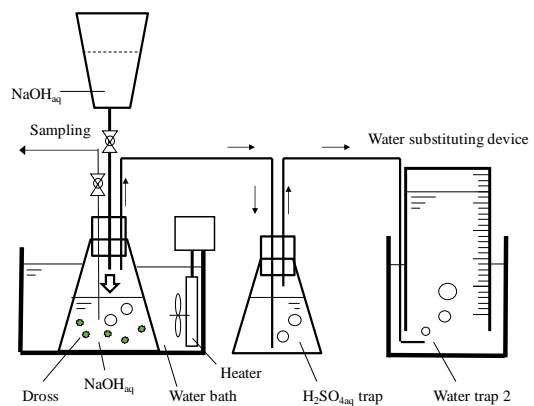 NaOHaq
Sampling
Water substituting device
Heater
Dross
NaOHaq
Water bath
H2SO4aq trap
Water trap 2